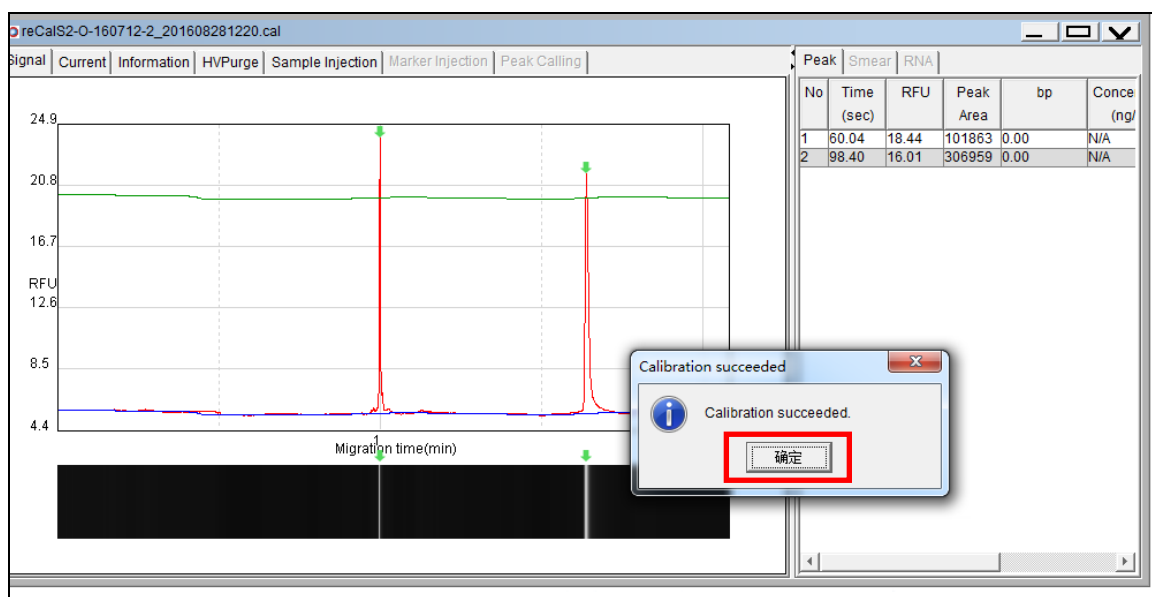 reCalS2-O-160712-2_201608281220.cal
Signal Current Information HVPurge Sample Injection Marker Injection Peak Calling
24.9
20.8
16.7
RFU
12.6
8.5
4.4
1
Migration time(min)
Peak Smear RNA
No Time (sec) RFU Peak Area bp Conce (ng/
1 60.04 18.44 101863 0.00 N/A
2 98.40 16.01 306959 0.00 N/A
Calibration succeeded
Calibration succeeded.
确定